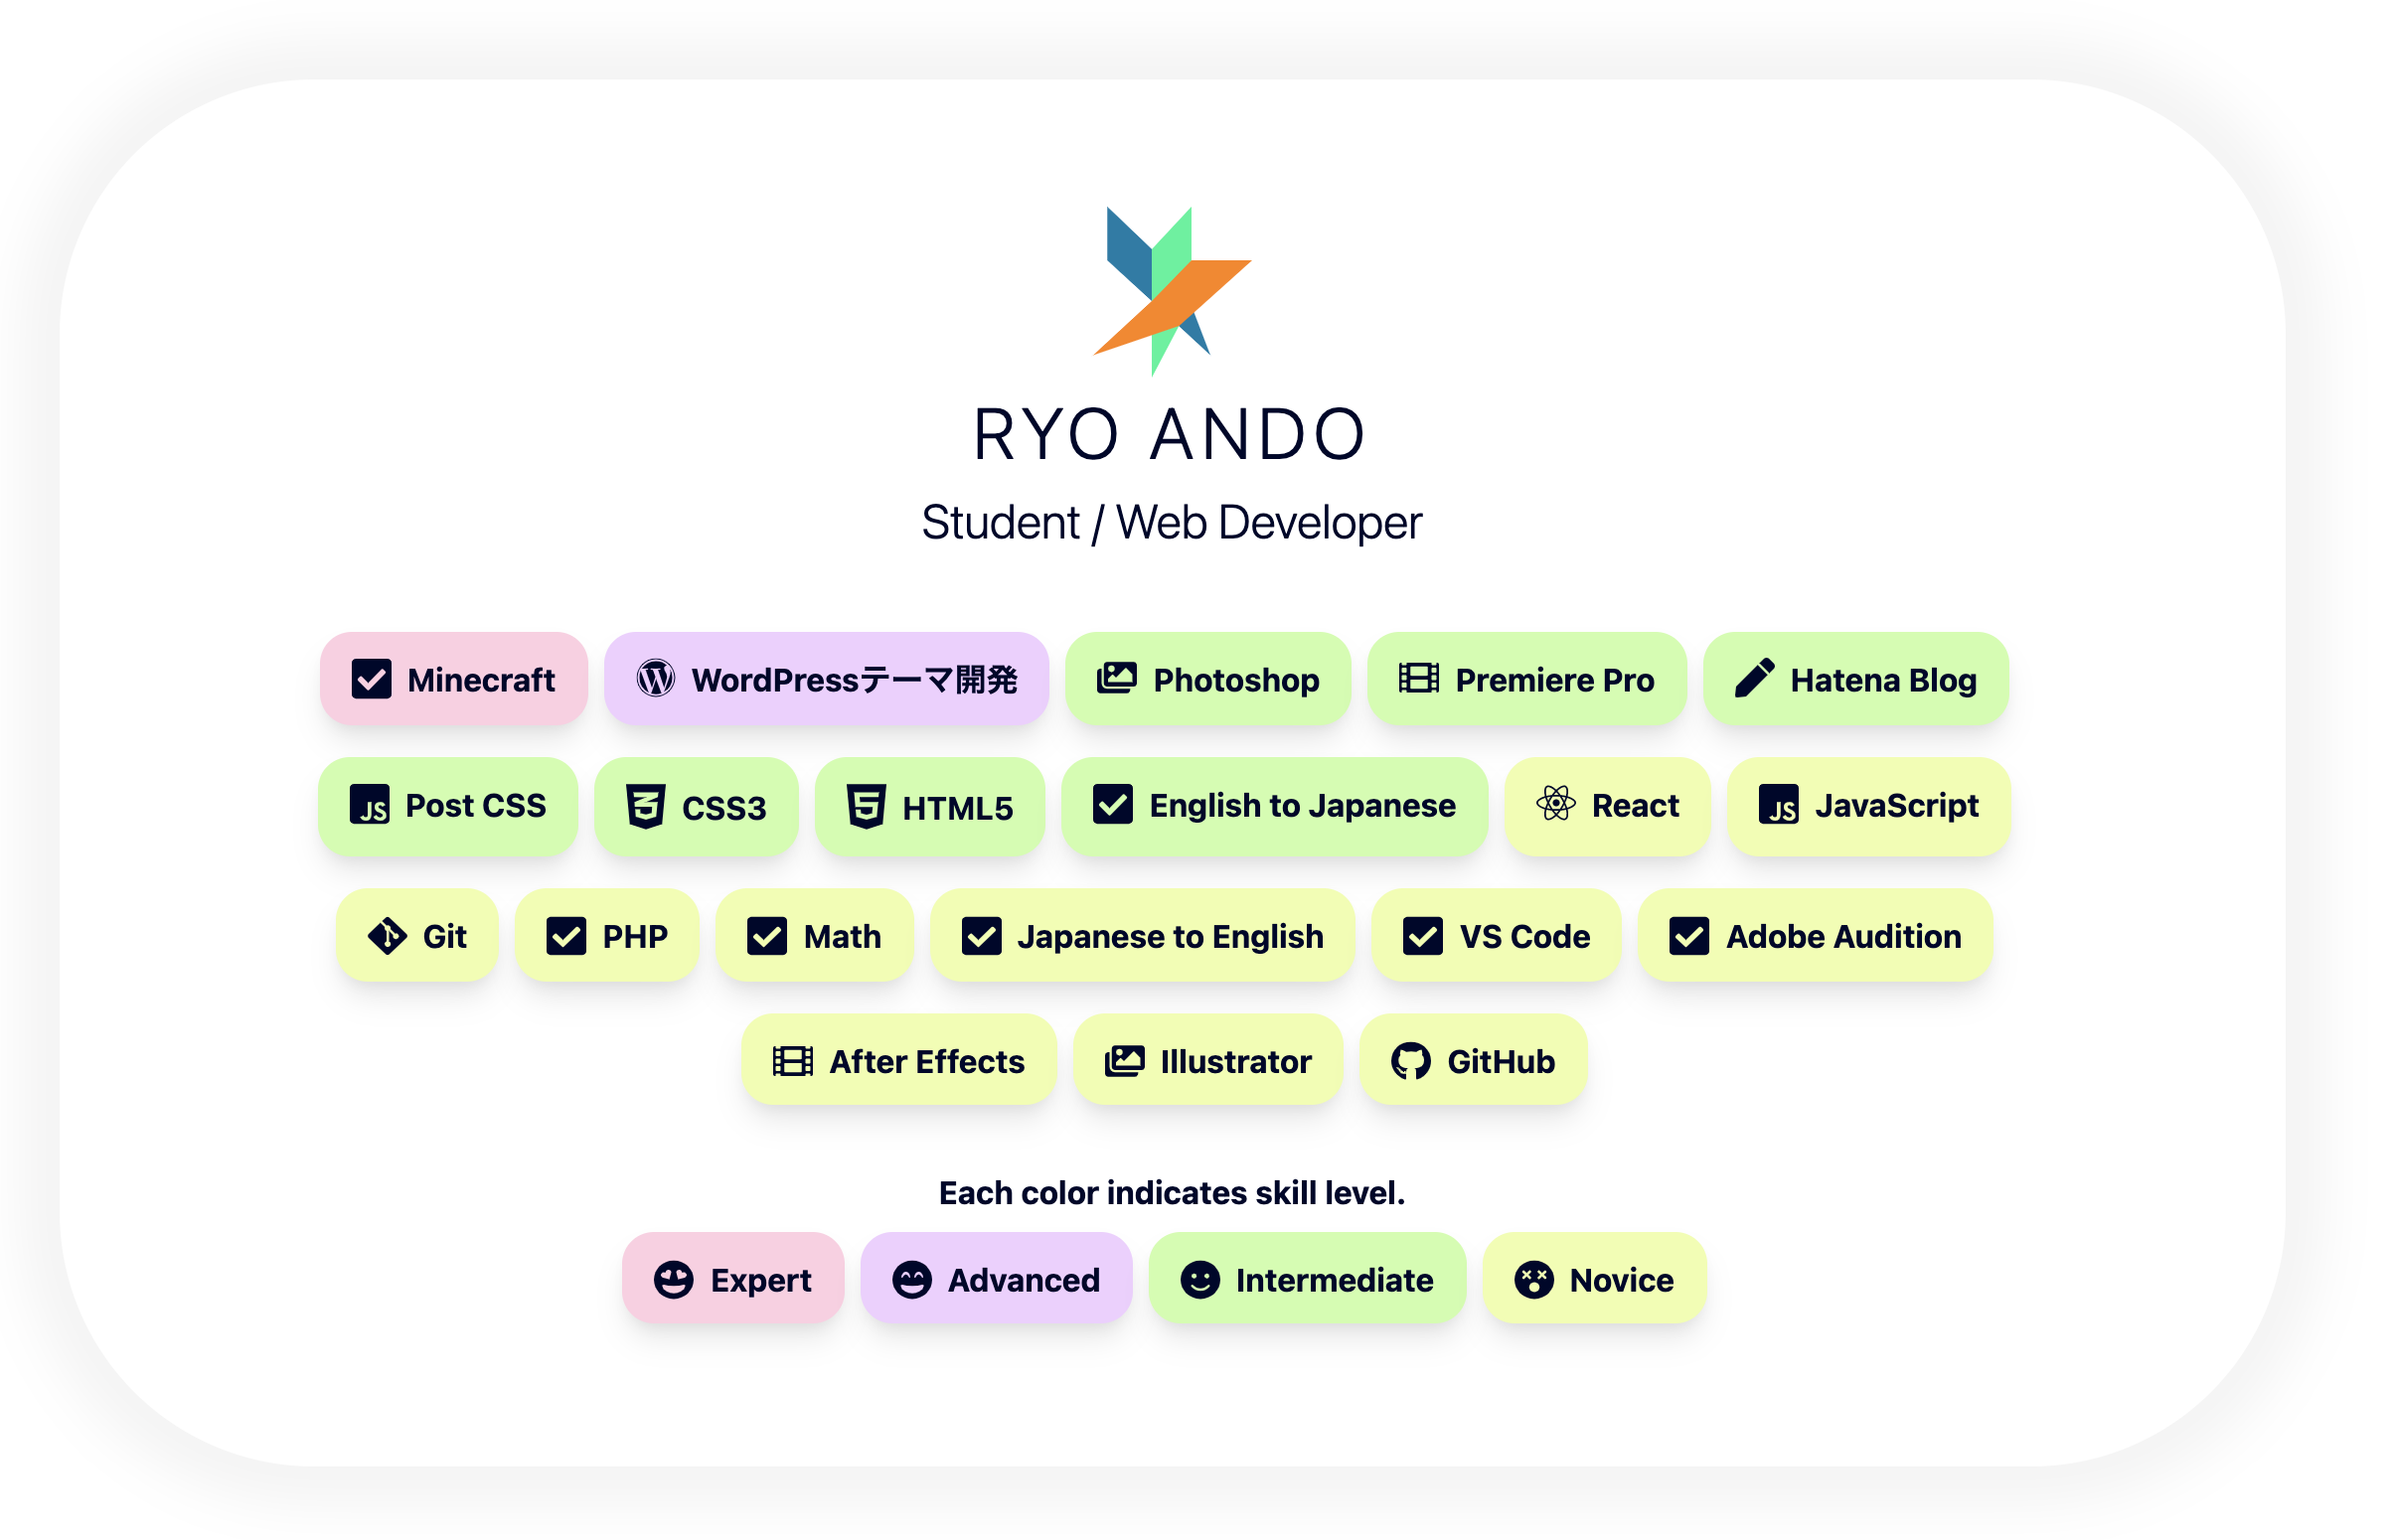 RYO ANDO
Student / Web Developer
Minecraft WordPressテーマ開発 Photoshop Premiere Pro Hatena Blog
JS Post CSS CSS3 HTML5 English to Japanese React JS JavaScript
Git PHP Math Japanese to English VS Code Adobe Audition
After Effects Illustrator GitHub
Each color indicates skill level.
Expert Advanced Intermediate Novice